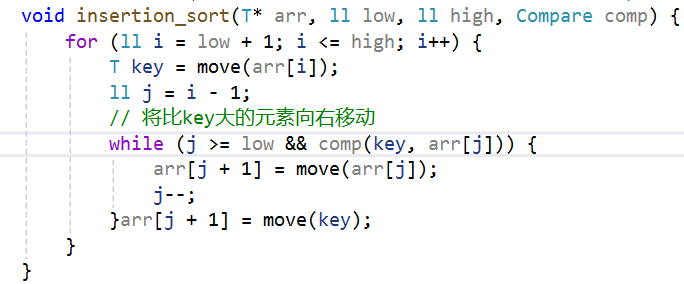 void insertion_sort(T* arr, ll low, ll high, Compare comp) {
    for (ll i = low + 1; i <= high; i++) {
        T key = move(arr[i]);
        ll j = i - 1;
        // 将比key大的元素向右移动
        while (j >= low && comp(key, arr[j])) {
            arr[j + 1] = move(arr[j]);
            j--;
        }arr[j + 1] = move(key);
    }
}